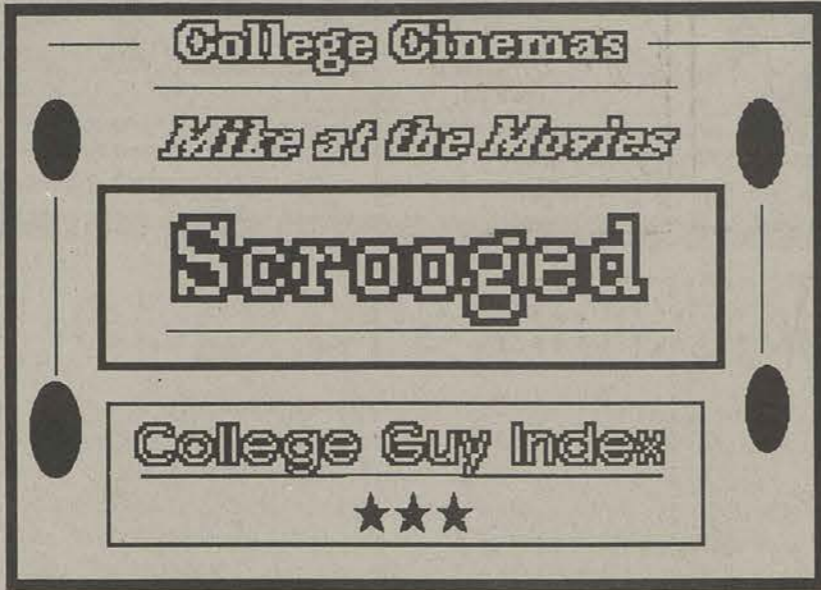 College Cinemas
Mike at the Movies
Scrooged
College Guy Index
★★★